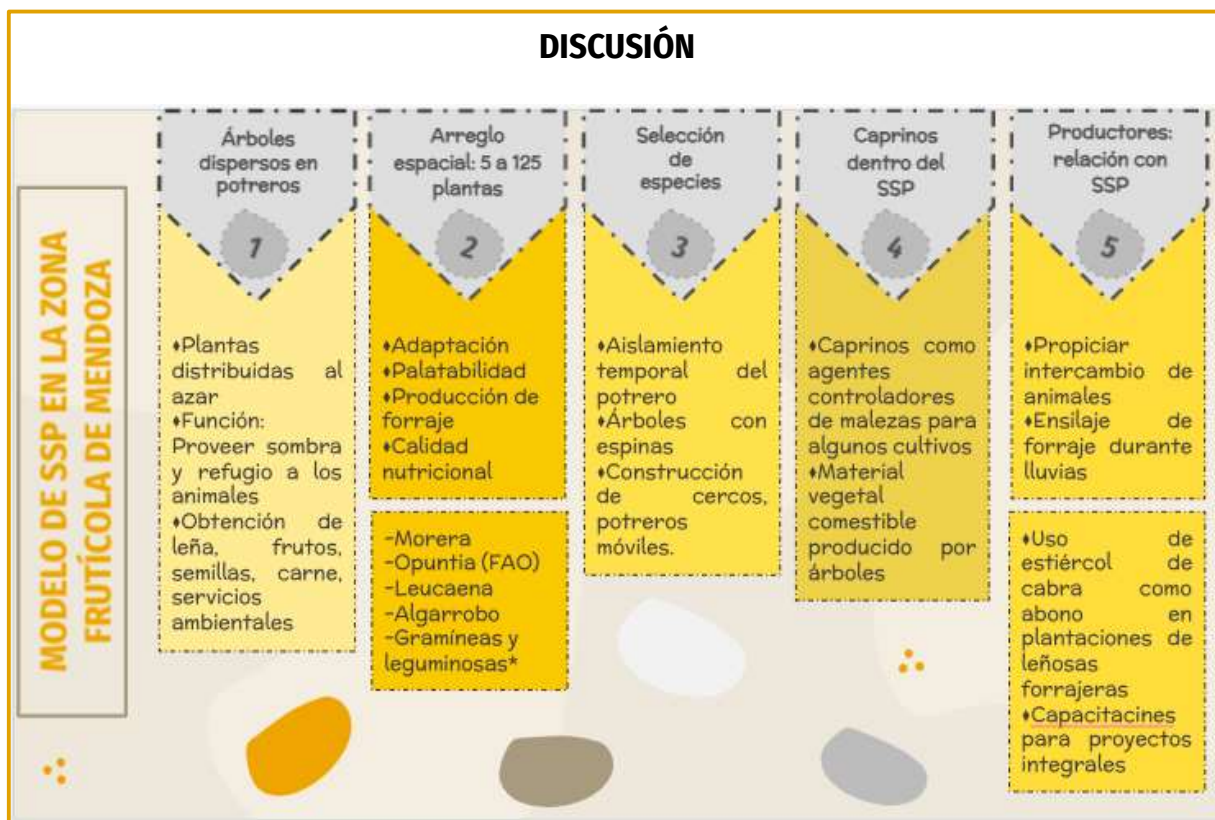 DISCUSIÓN
MODELO DE SSP EN LA ZONA
FRUTÍCOLA DE MENDOZA
Árboles
dispersos en
potreros
1
♦Plantas
distribuidas al
azar
♦Función:
Proveer sombra
y refugio a los
animales
♦Obtención de
leña, frutos,
semillas, carne,
servicios
ambientales
Arreglo
espacial: 5 a 125
plantas
2
♦Adaptación
♦Palatabilidad
♦Producción de
forraje
♦Calidad
nutricional
-Morera
-Opuntia (FAO)
-Leucaena
-Algarrobo
-Gramíneas y
leguminosas*
Selección
de
especies
3
♦Aislamiento
temporal del
potrero
♦Árboles con
espinas
♦Construcción
de cercos,
potreros
móviles.
Caprinos
dentro del
SSP
4
♦Caprinos como
agentes
controladores
de malezas para
algunos cultivos
♦Material
vegetal
comestible
producido por
árboles
Productores:
relación con
SSP
5
♦Propiciar
intercambio de
animales
♦Ensilaje de
forraje durante
lluvias
♦Uso de
estiércol de
cabra como
abono en
plantaciones de
leñosas
forrajeras
♦Capacitacines
para proyectos
integrales